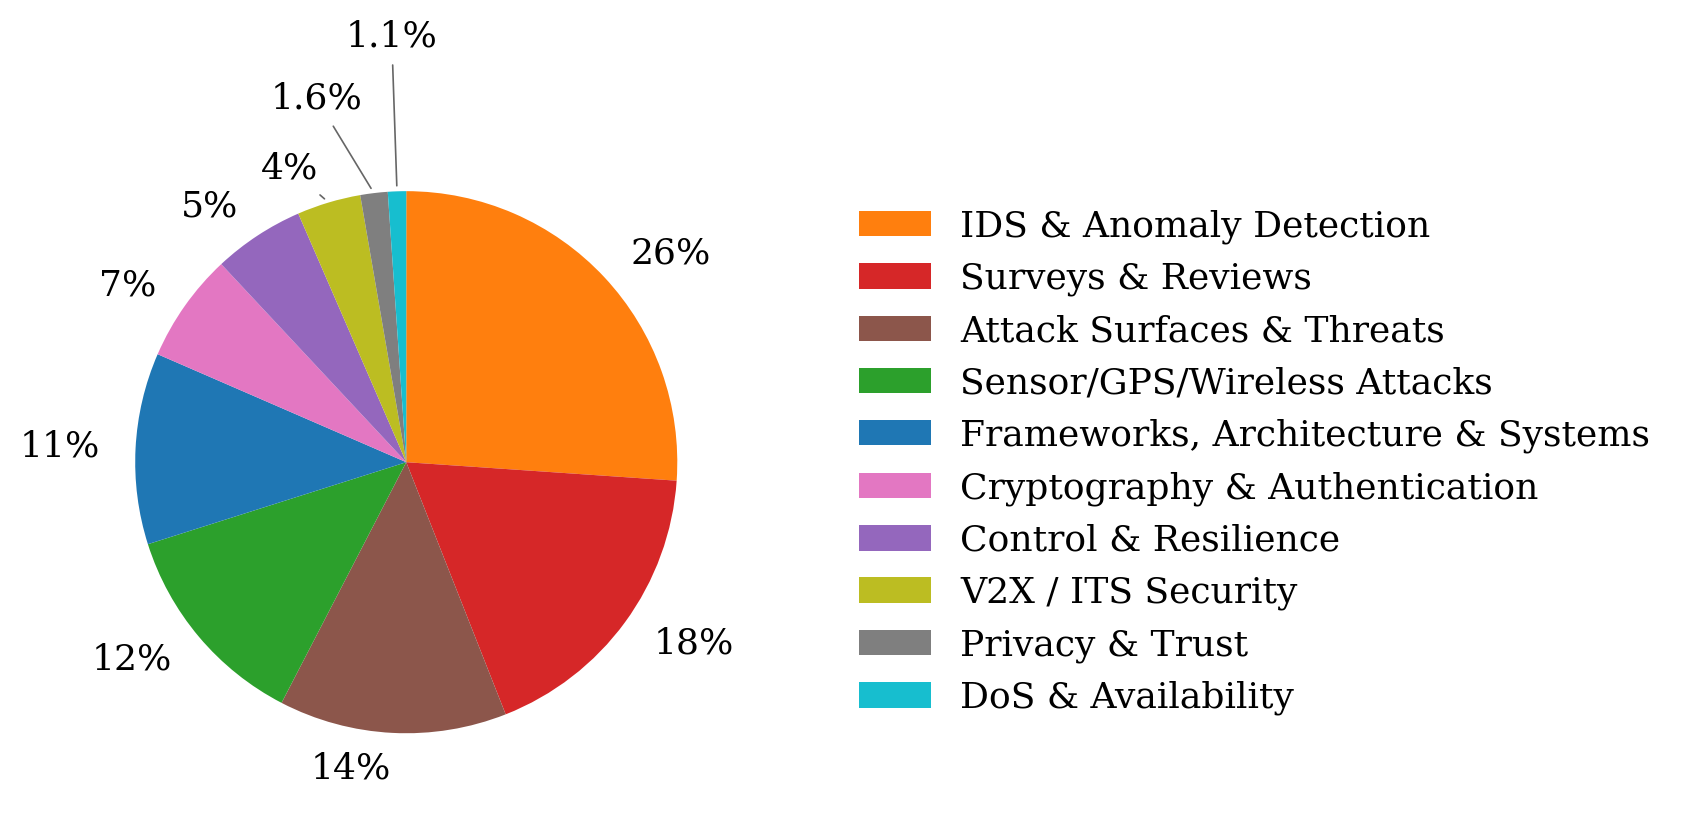 1.1%
1.6%
4%
5%
7%
11%
12%
14%
18%
26%
IDS & Anomaly Detection
Surveys & Reviews
Attack Surfaces & Threats
Sensor/GPS/Wireless Attacks
Frameworks, Architecture & Systems
Cryptography & Authentication
Control & Resilience
V2X / ITS Security
Privacy & Trust
DoS & Availability